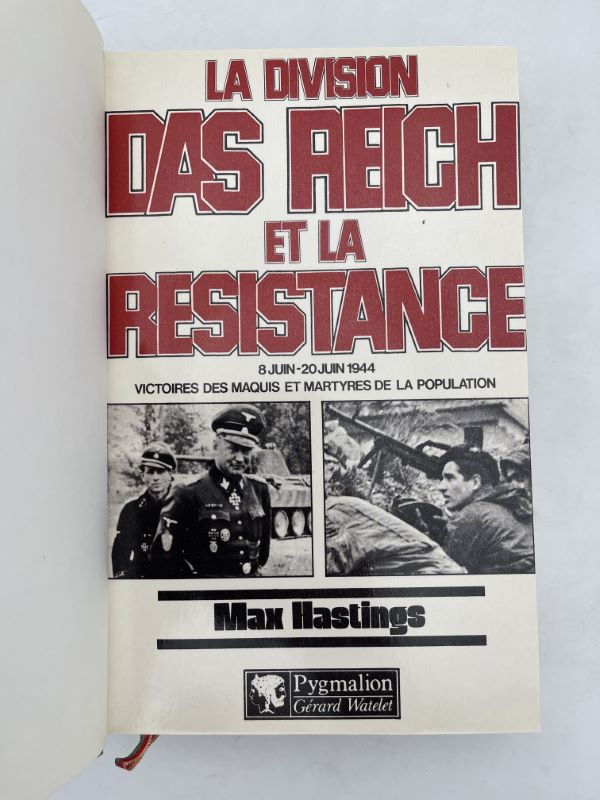 LA DIVISION
DAS REICH
ET LA
RESISTANCE
8 JUIN-20 JUIN 1944
VICTOIRES DES MAQUIS ET MARTYRES DE LA POPULATION
Max Hastings
Pygmalion
Gérard Watelet